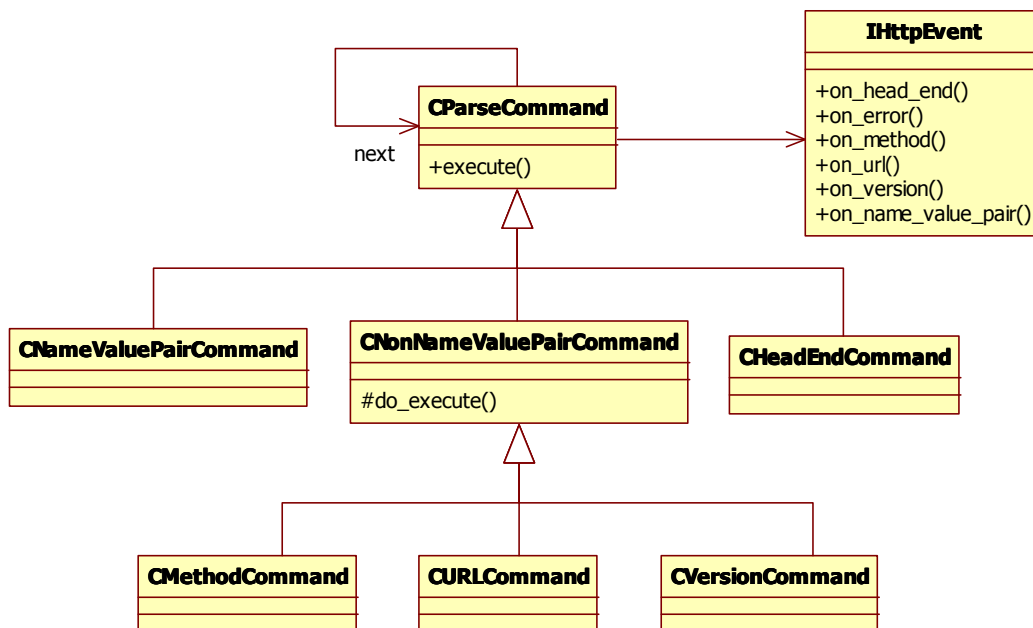 IHttpEvent
+on_head_end()
+on_error()
+on_method()
+on_url()
+on_version()
+on_name_value_pair()
CParseCommand
+execute()
next
CNameValuePairCommand
CNonNameValuePairCommand
#do_execute()
CHeadEndCommand
CMethodCommand
CURLCommand
CVersionCommand